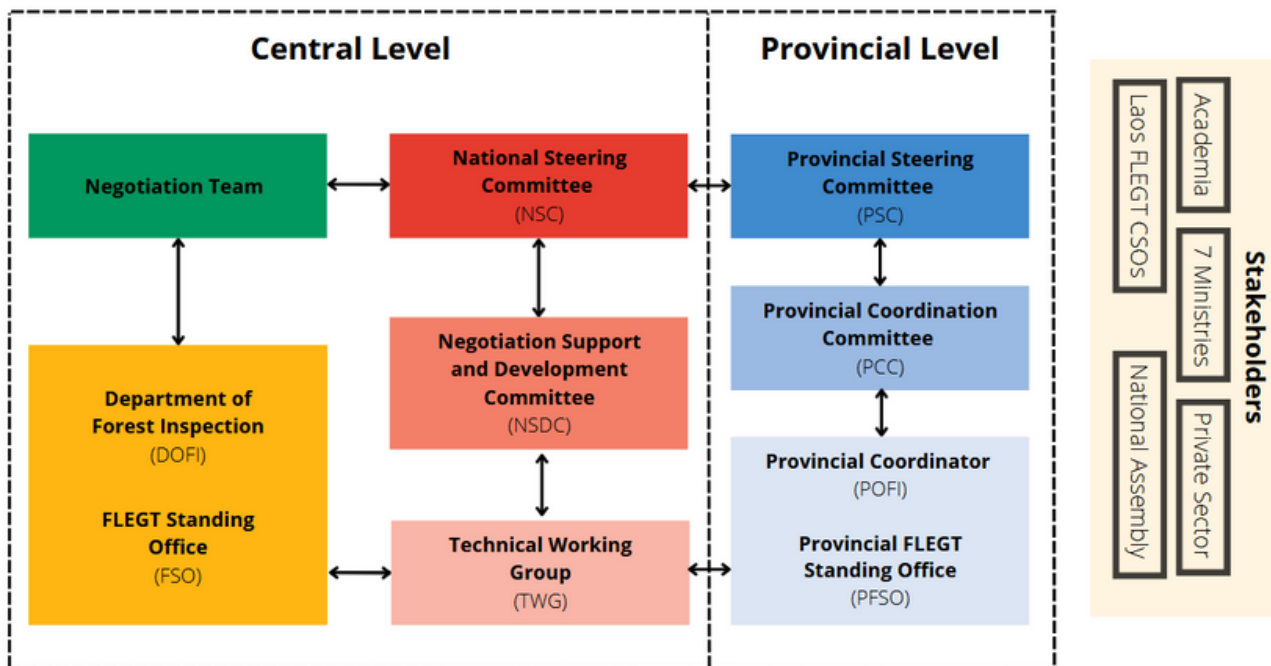 Central Level
Provincial Level
Negotiation Team
National Steering
Committee
(NSC)
Provincial Steering
Committee
(PSC)
Negotiation Support
and Development
Committee
(NSDC)
Provincial Coordination
Committee
(PCC)
Department of
Forest Inspection
(DOFI)
FLEGT Standing
Office
(FSO)
Technical Working
Group
(TWG)
Provincial Coordinator
(POFI)
Provincial FLEGT
Standing Office
(PFSO)
Stakeholders
Academia
7 Ministries
Private Sector
Laos FLEGT CSOs
National Assembly